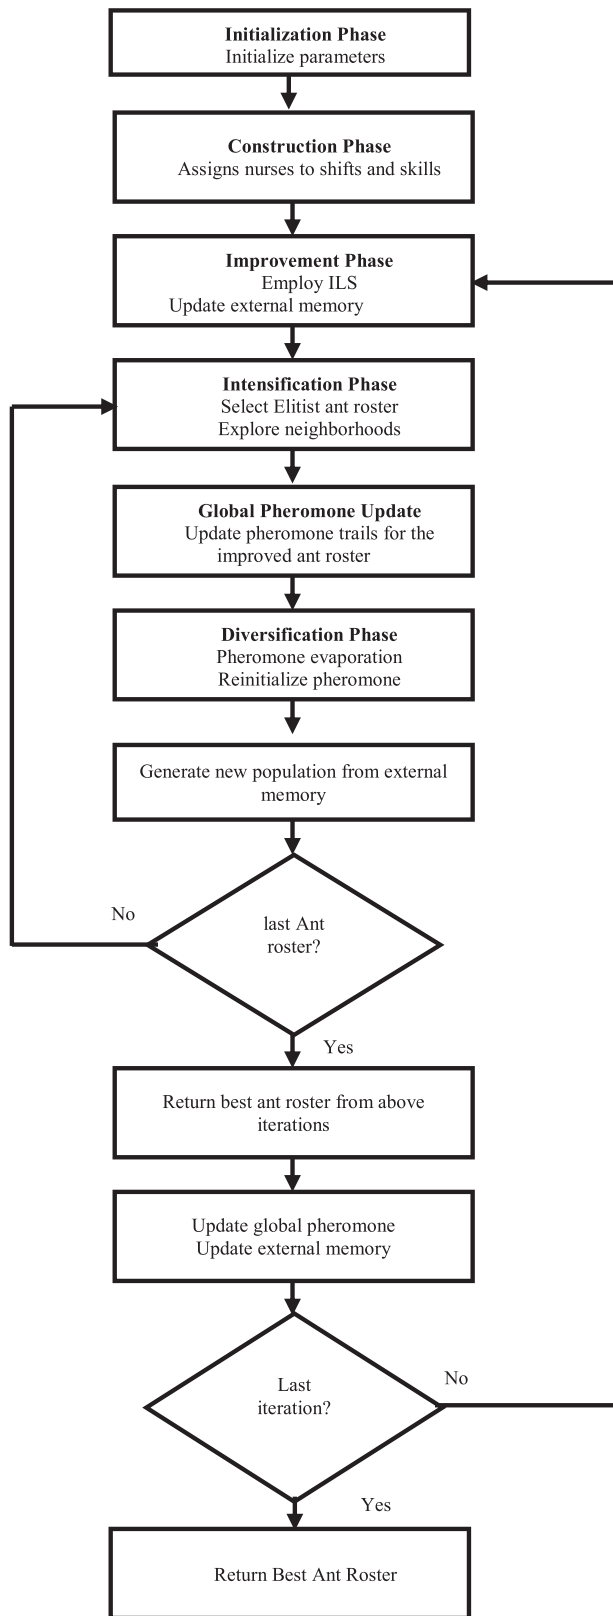 Initialization Phase
Initialize parameters
Construction Phase
Assigns nurses to shifts and skills
Improvement Phase
Employ ILS
Update external memory
Intensification Phase
Select Elitist ant roster
Explore neighborhoods
Global Pheromone Update
Update pheromone trails for the
improved ant roster
Diversification Phase
Pheromone evaporation
Reinitialize pheromone
Generate new population from external
memory
No
last Ant
roster?
Yes
Return best ant roster from above
iterations
Update global pheromone
Update external memory
Last
iteration?
No
Yes
Return Best Ant Roster